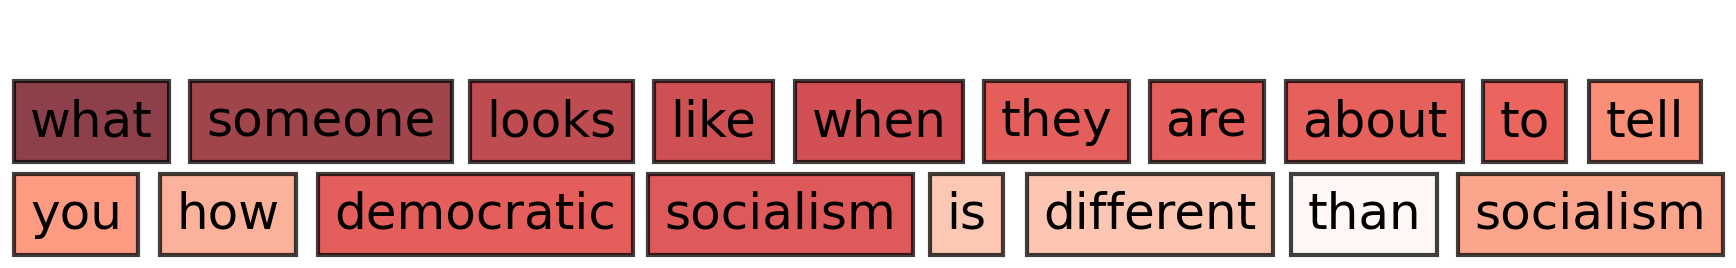 what someone looks like when they are about to tell
you how democratic socialism is different than socialism